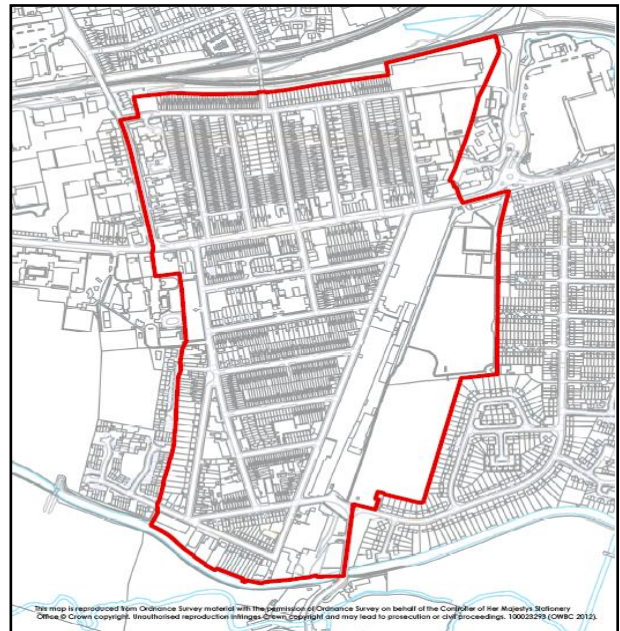 This map is reproduced from Ordnance Survey material with the permission of Ordnance Survey on behalf of the Controller of Her Majestys Stationery
Office © Crown copyright. Unauthorised reproduction infringes Crown copyright and may lead to prosecution or civil proceedings. 100023293 (OWBC 2012).